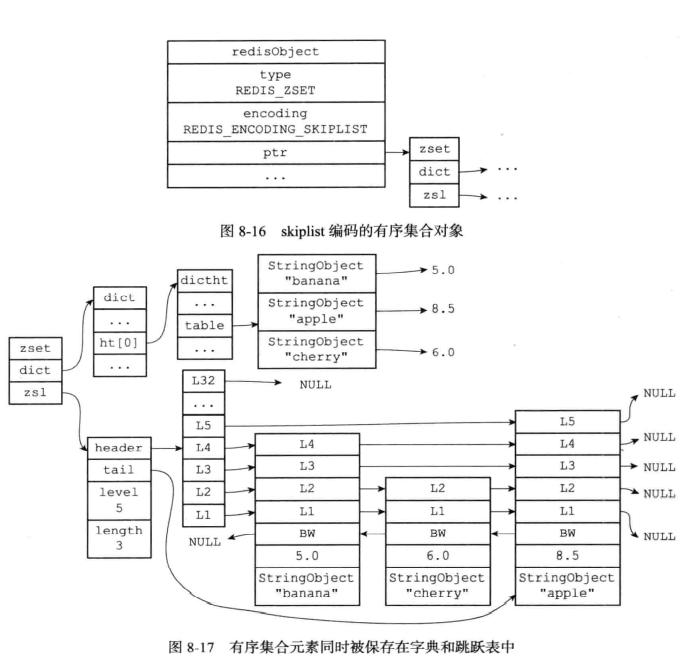 redisObject
type
REDIS_ZSET
encoding
REDIS_ENCODING_SKIPLIST
ptr
...
zset
dict
...
zsl
...
图 8-16 skiplist 编码的有序集合对象
zset
dict
zsl
dict
...
ht[0]
...
dictht
...
table
...
StringObject
"banana"
5.0
StringObject
"apple"
8.5
StringObject
"cherry"
6.0
header
tail
level
5
length
3
L32
NULL
...
L5
L4
L3
L2
L1
NULL
L4
L3
L2
L1
BW
5.0
StringObject
"banana"
L2
L1
BW
6.0
StringObject
"cherry"
L5
L4
L3
L2
L1
BW
8.5
StringObject
"apple"
NULL
NULL
NULL
NULL
NULL
图 8-17 有序集合元素同时被保存在字典和跳跃表中